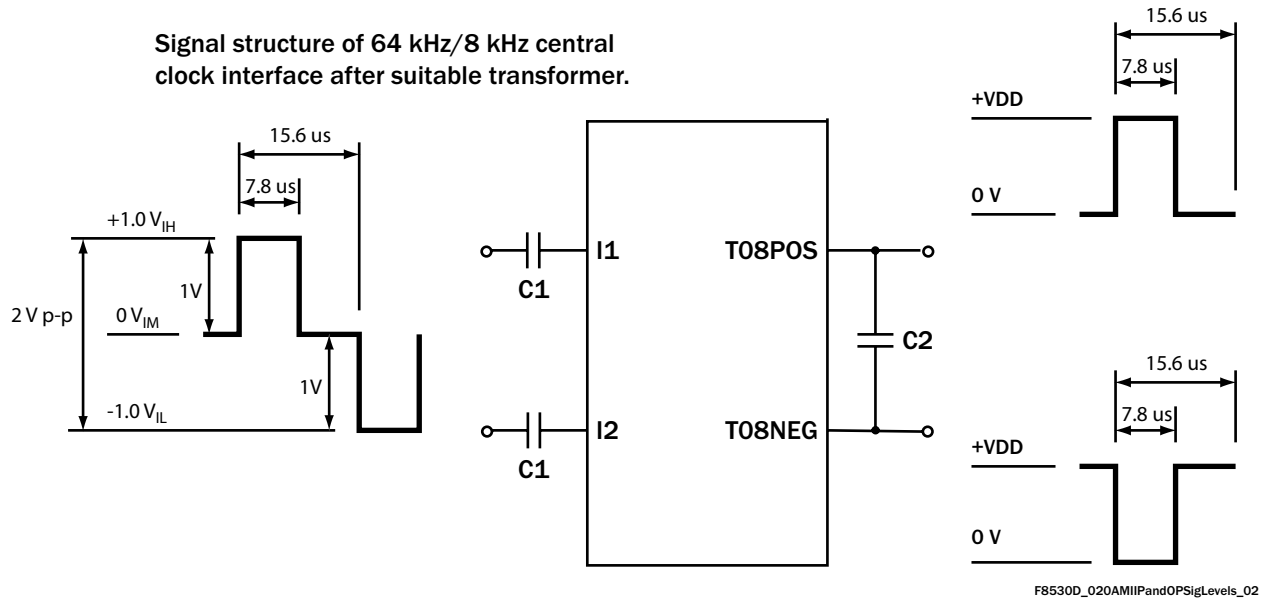 Signal structure of 64 kHz/8 kHz central
clock interface after suitable transformer.
15.6 us
7.8 us
+1.0 VIH
1V
2 V p-p
0 VIM
1V
-1.0 VIL
C1
I1
C1
I2
T08POS
T08NEG
C2
15.6 us
7.8 us
+VDD
0 V
15.6 us
7.8 us
+VDD
0 V
F8530D_020AMIIPandOPSigLevels_02